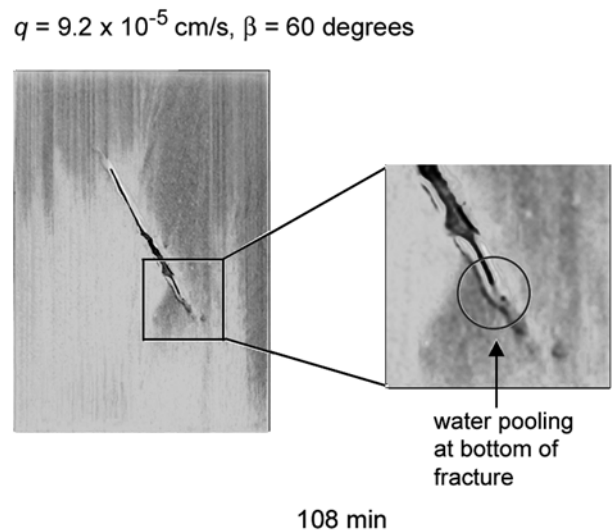 q = 9.2 x 10⁻⁵ cm/s, β = 60 degrees
water pooling
at bottom of
fracture
108 min